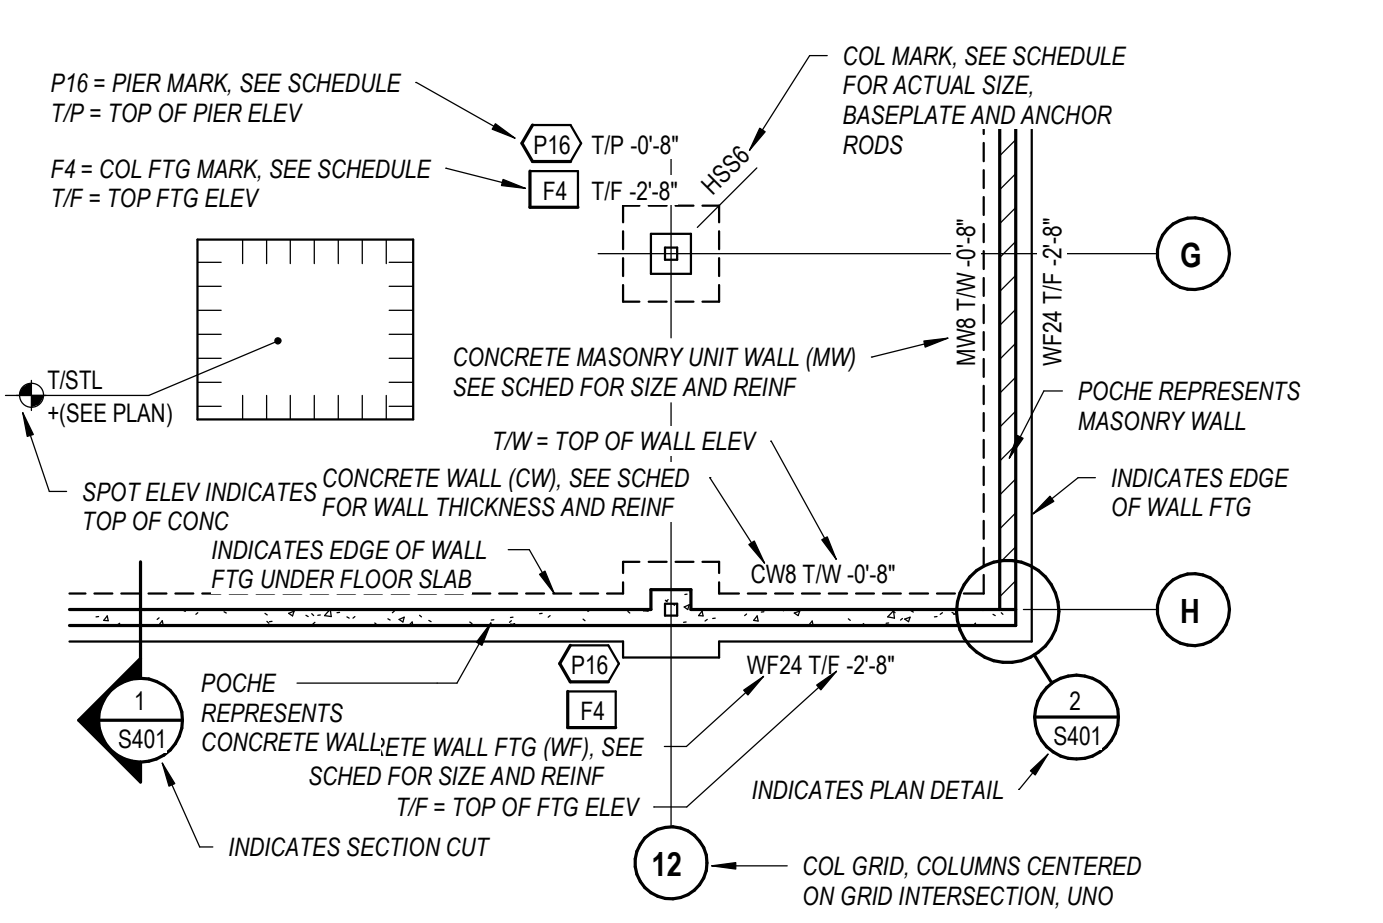 P16 = PIER MARK, SEE SCHEDULE
T/P = TOP OF PIER ELEV
F4 = COL FTG MARK, SEE SCHEDULE
T/F = TOP FTG ELEV
P16 T/P -0'-8"
F4 T/F -2'-8"
HSS6
COL MARK, SEE SCHEDULE
FOR ACTUAL SIZE,
BASEPLATE AND ANCHOR
RODS
MW8 T/W -0'-8"
WF24 T/F -2'-8"
G
T/STL
+(SEE PLAN)
CONCRETE MASONRY UNIT WALL (MW)
SEE SCHED FOR SIZE AND REINF
POCHE REPRESENTS
MASONRY WALL
T/W = TOP OF WALL ELEV
CONCRETE WALL (CW), SEE SCHED
FOR WALL THICKNESS AND REINF
SPOT ELEV INDICATES
TOP OF CONC
INDICATES EDGE
OF WALL FTG
INDICATES EDGE OF WALL
FTG UNDER FLOOR SLAB
CW8 T/W -0'-8"
H
P16
F4
WF24 T/F -2'-8"
1
S401
POCHE
REPRESENTS
CONCRETE WALL
RETE WALL FTG (WF), SEE
SCHED FOR SIZE AND REINF
T/F = TOP OF FTG ELEV
2
S401
INDICATES PLAN DETAIL
INDICATES SECTION CUT
12
COL GRID, COLUMNS CENTERED
ON GRID INTERSECTION, UNO